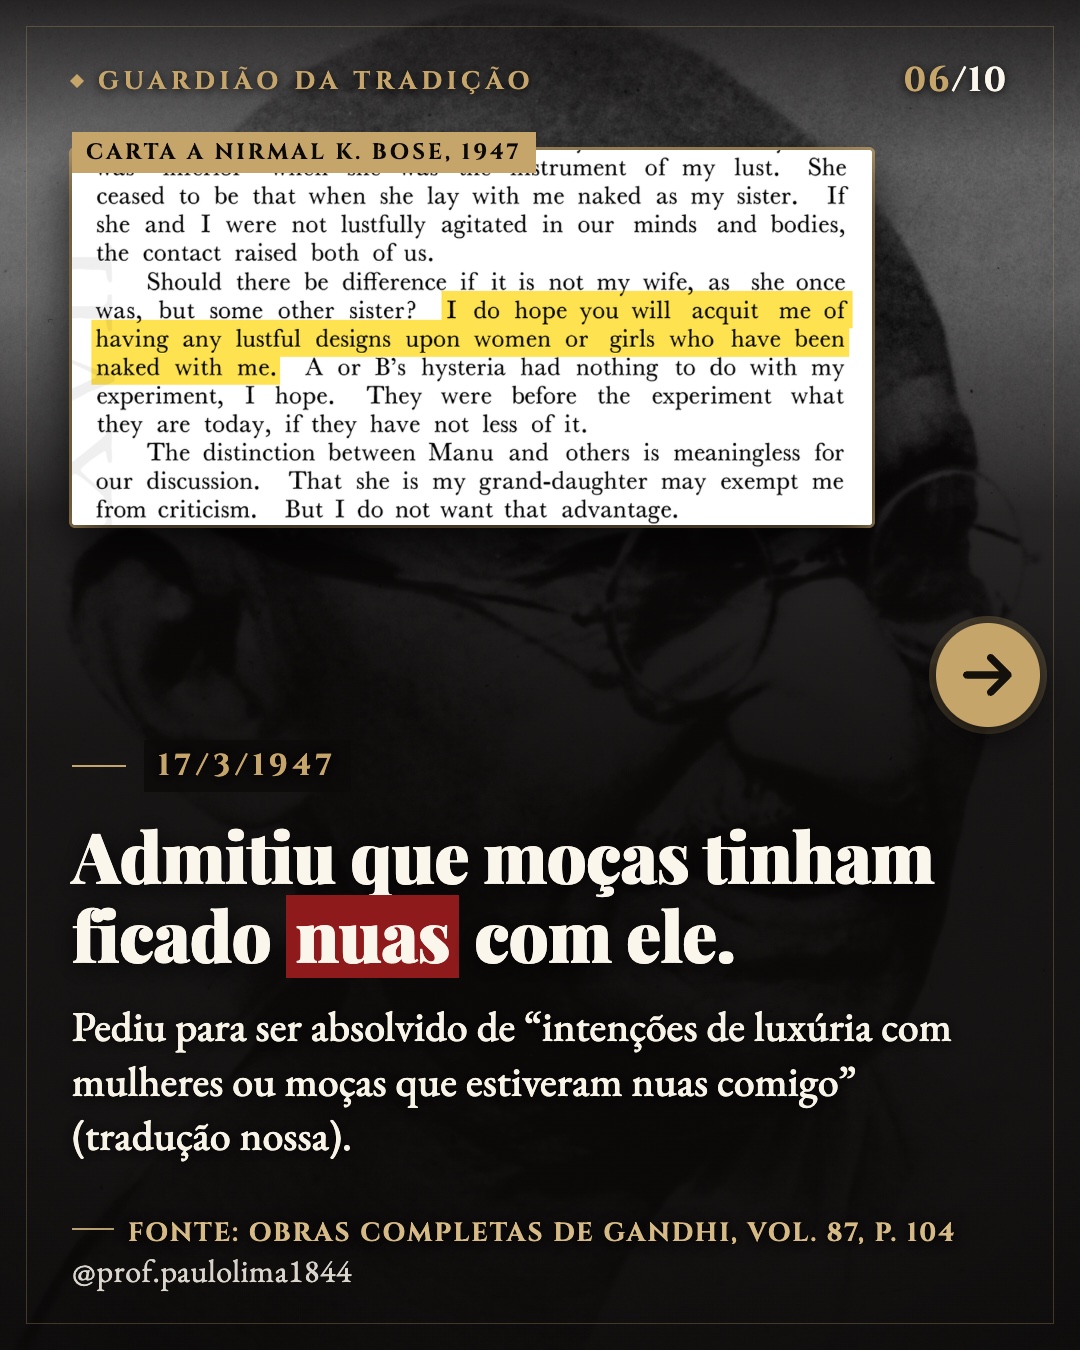 GUARDIÃO DA TRADIÇÃO
06/10
CARTA A NIRMAL K. BOSE, 1947
was inferior when she was the instrument of my lust. She
ceased to be that when she lay with me naked as my sister. If
she and I were not lustfully agitated in our minds and bodies,
the contact raised both of us.
Should there be difference if it is not my wife, as she once
was, but some other sister? I do hope you will acquit me of
having any lustful designs upon women or girls who have been
naked with me. A or B's hysteria had nothing to do with my
experiment, I hope. They were before the experiment what
they are today, if they have not less of it.
The distinction between Manu and others is meaningless for
our discussion. That she is my grand-daughter may exempt me
from criticism. But I do not want that advantage.
17/3/1947
Admitiu que moças tinham
ficado nuas com ele.
Pediu para ser absolvido de “intenções de luxúria com
mulheres ou moças que estiveram nuas comigo”
(tradução nossa).
FONTE: OBRAS COMPLETAS DE GANDHI, VOL. 87, P. 104
@prof.paulolima1844